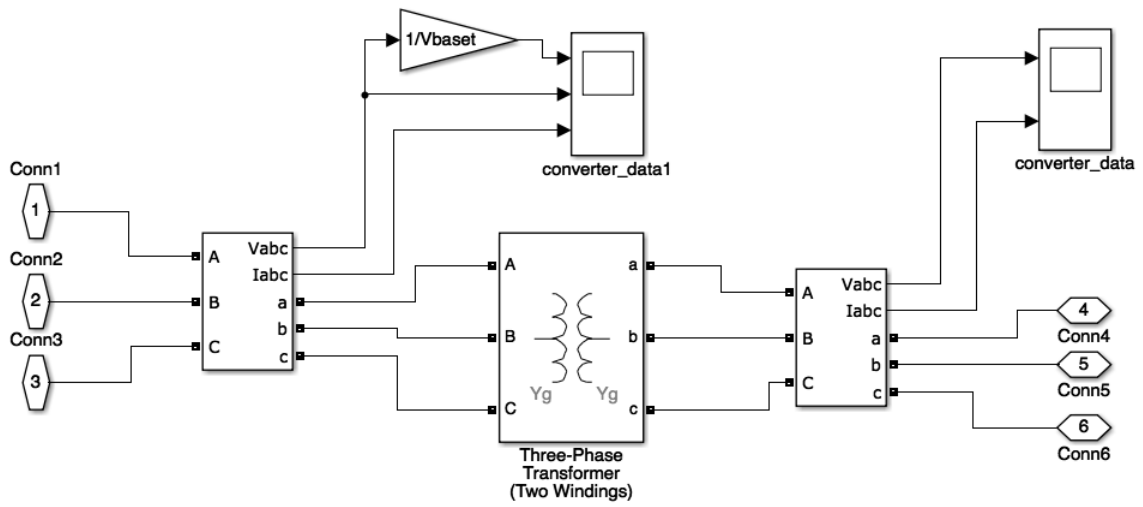 1/Vbaset
converter_data1
converter_data
Conn1
1
Conn2
2
Conn3
3
A
B
C
Vabc
Iabc
a
b
c
A
B
C
a
b
c
Yg Yg
Three-Phase
Transformer
(Two Windings)
A
B
C
Vabc
Iabc
a
b
c
4
Conn4
5
Conn5
6
Conn6